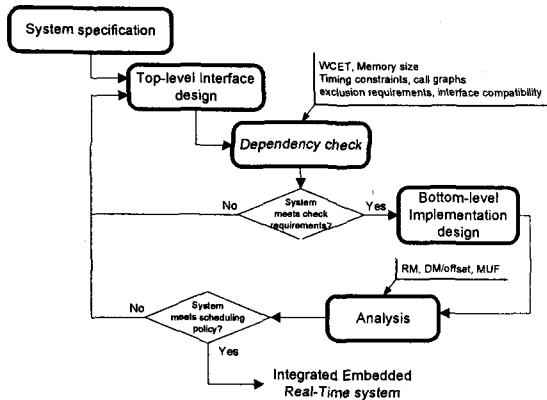 System specification
WCET, Memory size
Timing constraints, call graphs
exclusion requirements, interface compatibility
Top-level Interface
design
Dependency check
No
System
meets check
requirements?
Yes
Bottom-level
Implementation
design
RM, DM/offset, MUF
No
System
meets scheduling
policy?
Analysis
Yes
Integrated Embedded
Real-Time system